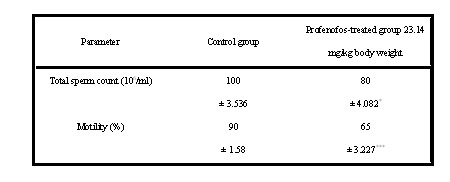 Parameter Control group Profenofos-treated group 23.14 mg/kg body weight
Total sperm count (10 /ml) 100 80
± 3.536 ± 4.082*
Motility (%) 90 65
± 1.58 ± 3.227***